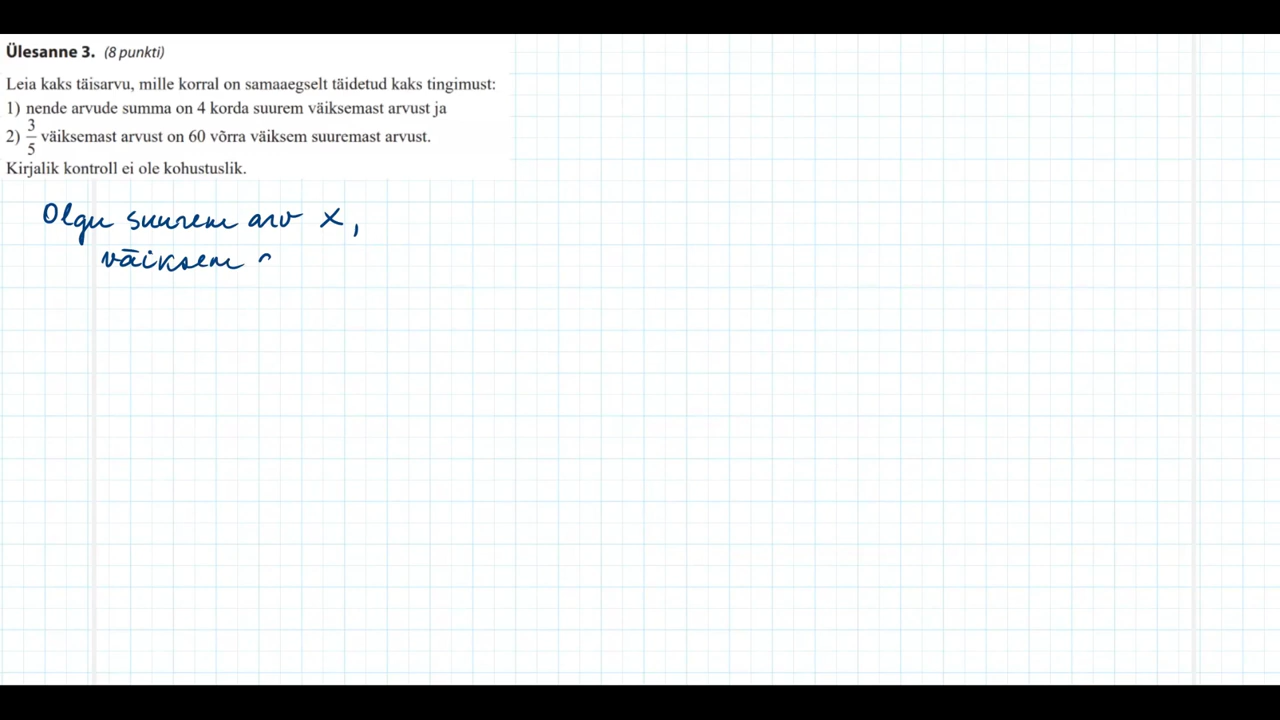 Ülesanne 3. (8 punkti)
Leia kaks täisarvu, mille korral on samaaegselt täidetud kaks tingimust:
1) nende arvude summa on 4 korda suurem väiksemast arvust ja
2) 3/5 väiksemast arvust on 60 võrra väiksem suuremast arvust.
Kirjalik kontroll ei ole kohustuslik.
Olgu suurem arv x,
väiksem